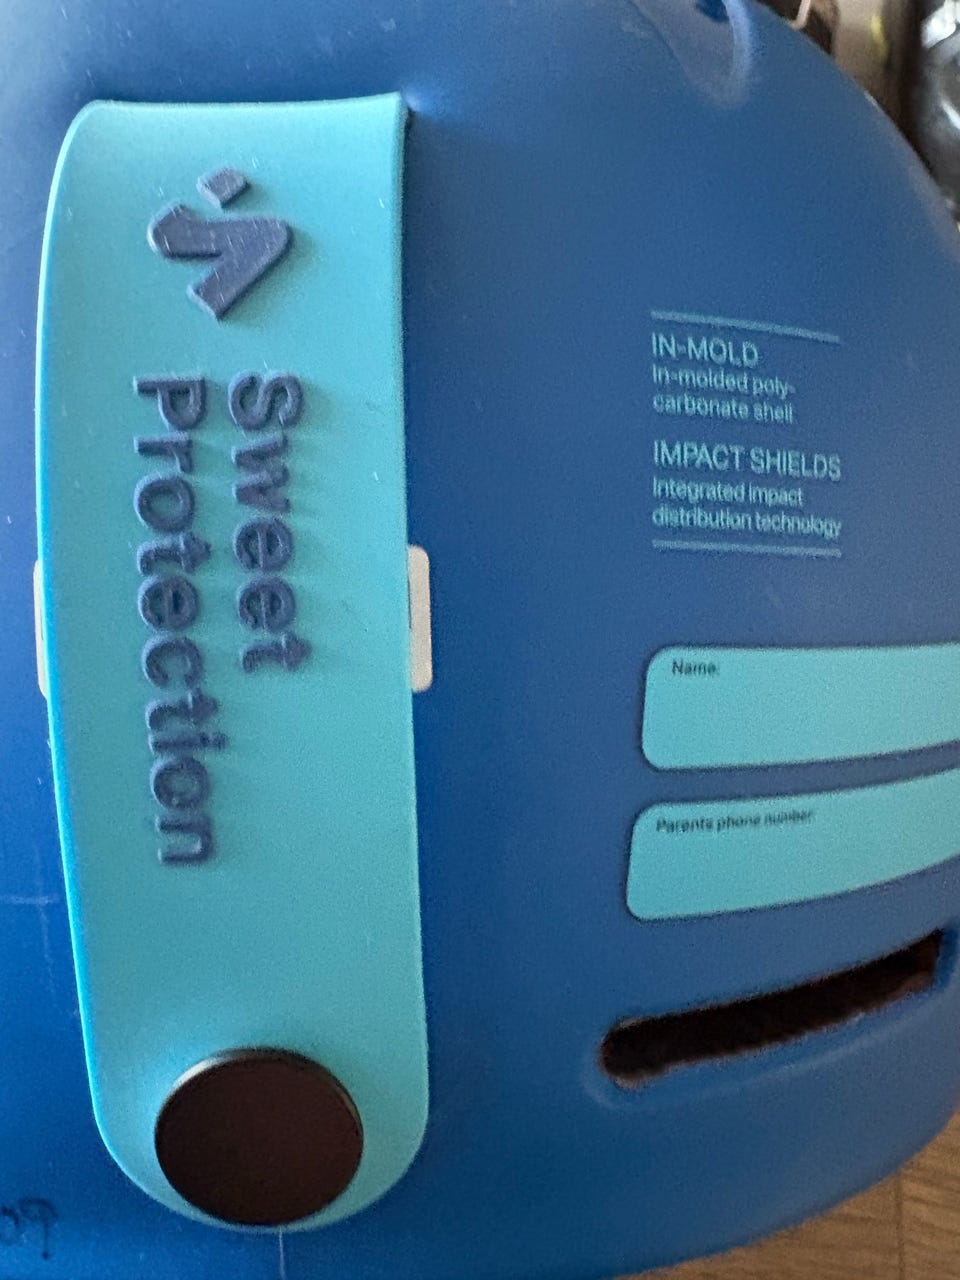 Sweet
Protection
IN-MOLD
In-molded poly-
carbonate shell
IMPACT SHIELDS
Integrated impact
distribution technology
Name:
Parents phone number: